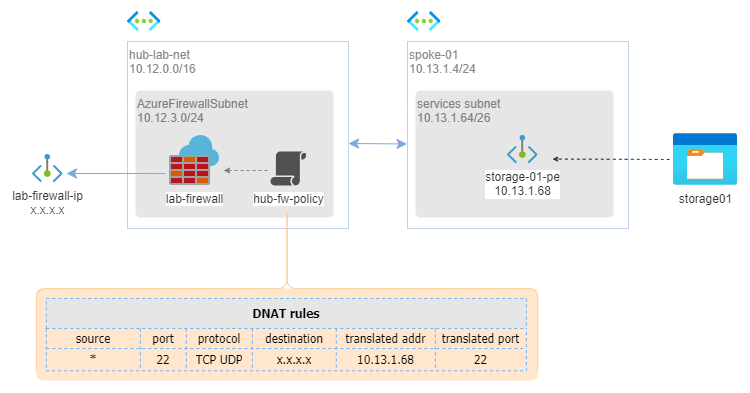 hub-lab-net
10.12.0.0/16
spoke-01
10.13.1.4/24
AzureFirewallSubnet
10.12.3.0/24
services subnet
10.13.1.64/26
lab-firewall-ip
x.x.x.x
lab-firewall
hub-fw-policy
storage-01-pe
10.13.1.68
storage01
DNAT rules
source port protocol destination translated addr translated port
* 22 TCP UDP x.x.x.x 10.13.1.68 22